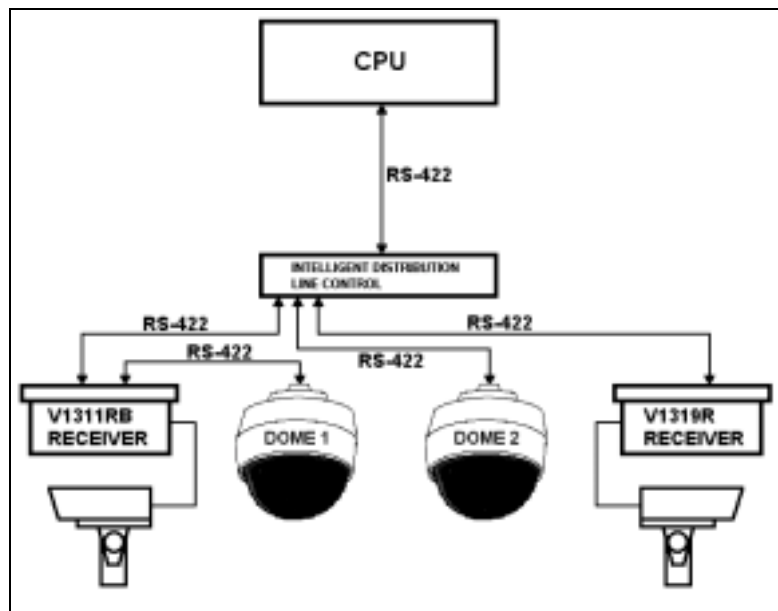 CPU
RS-422
INTELLIGENT DISTRIBUTION
LINE CONTROL
RS-422
RS-422
RS-422
RS-422
V1311RB
RECEIVER
DOME 1
DOME 2
V1319R
RECEIVER